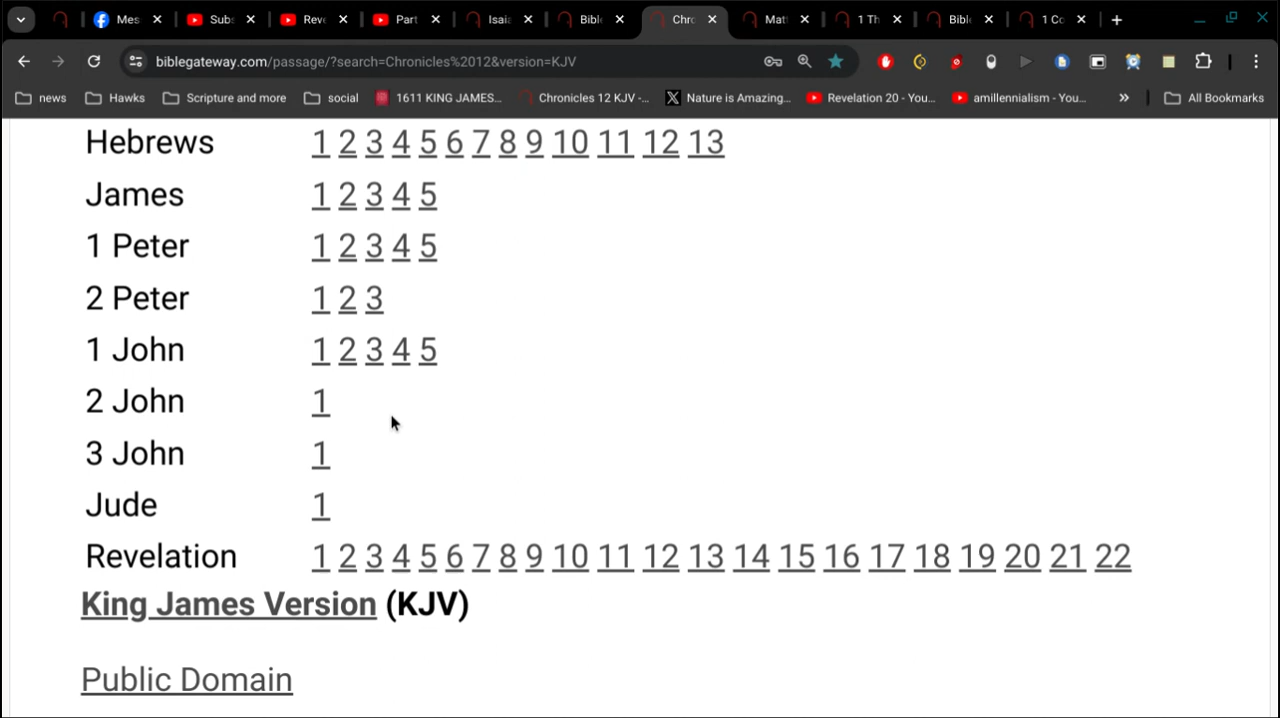 Mes Subs Reve Part Isaia Bible Chro Matt 1 Th Bible 1 Co
biblegateway.com/passage/?search=Chronicles%2012&version=KJV
news Hawks Scripture and more social 1611 KING JAMES... Chronicles 12 KJV -... Nature is Amazing... Revelation 20 - You... amillennialism - You... » All Bookmarks
Hebrews 1 2 3 4 5 6 7 8 9 10 11 12 13
James 1 2 3 4 5
1 Peter 1 2 3 4 5
2 Peter 1 2 3
1 John 1 2 3 4 5
2 John 1
3 John 1
Jude 1
Revelation 1 2 3 4 5 6 7 8 9 10 11 12 13 14 15 16 17 18 19 20 21 22
King James Version (KJV)
Public Domain